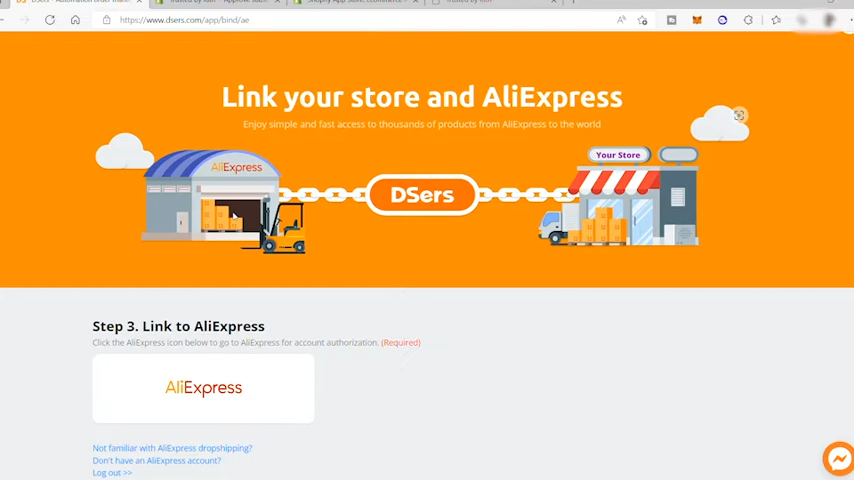 https://www.dsers.com/app/bind/ae
Link your store and AliExpress
Enjoy simple and fast access to thousands of products from AliExpress to the world
AliExpress
Your Store
DSers
Step 3. Link to AliExpress
Click the AliExpress icon below to go to AliExpress for account authorization. (Required)
AliExpress
Not familiar with AliExpress dropshipping?
Don't have an AliExpress account?
Log out >>